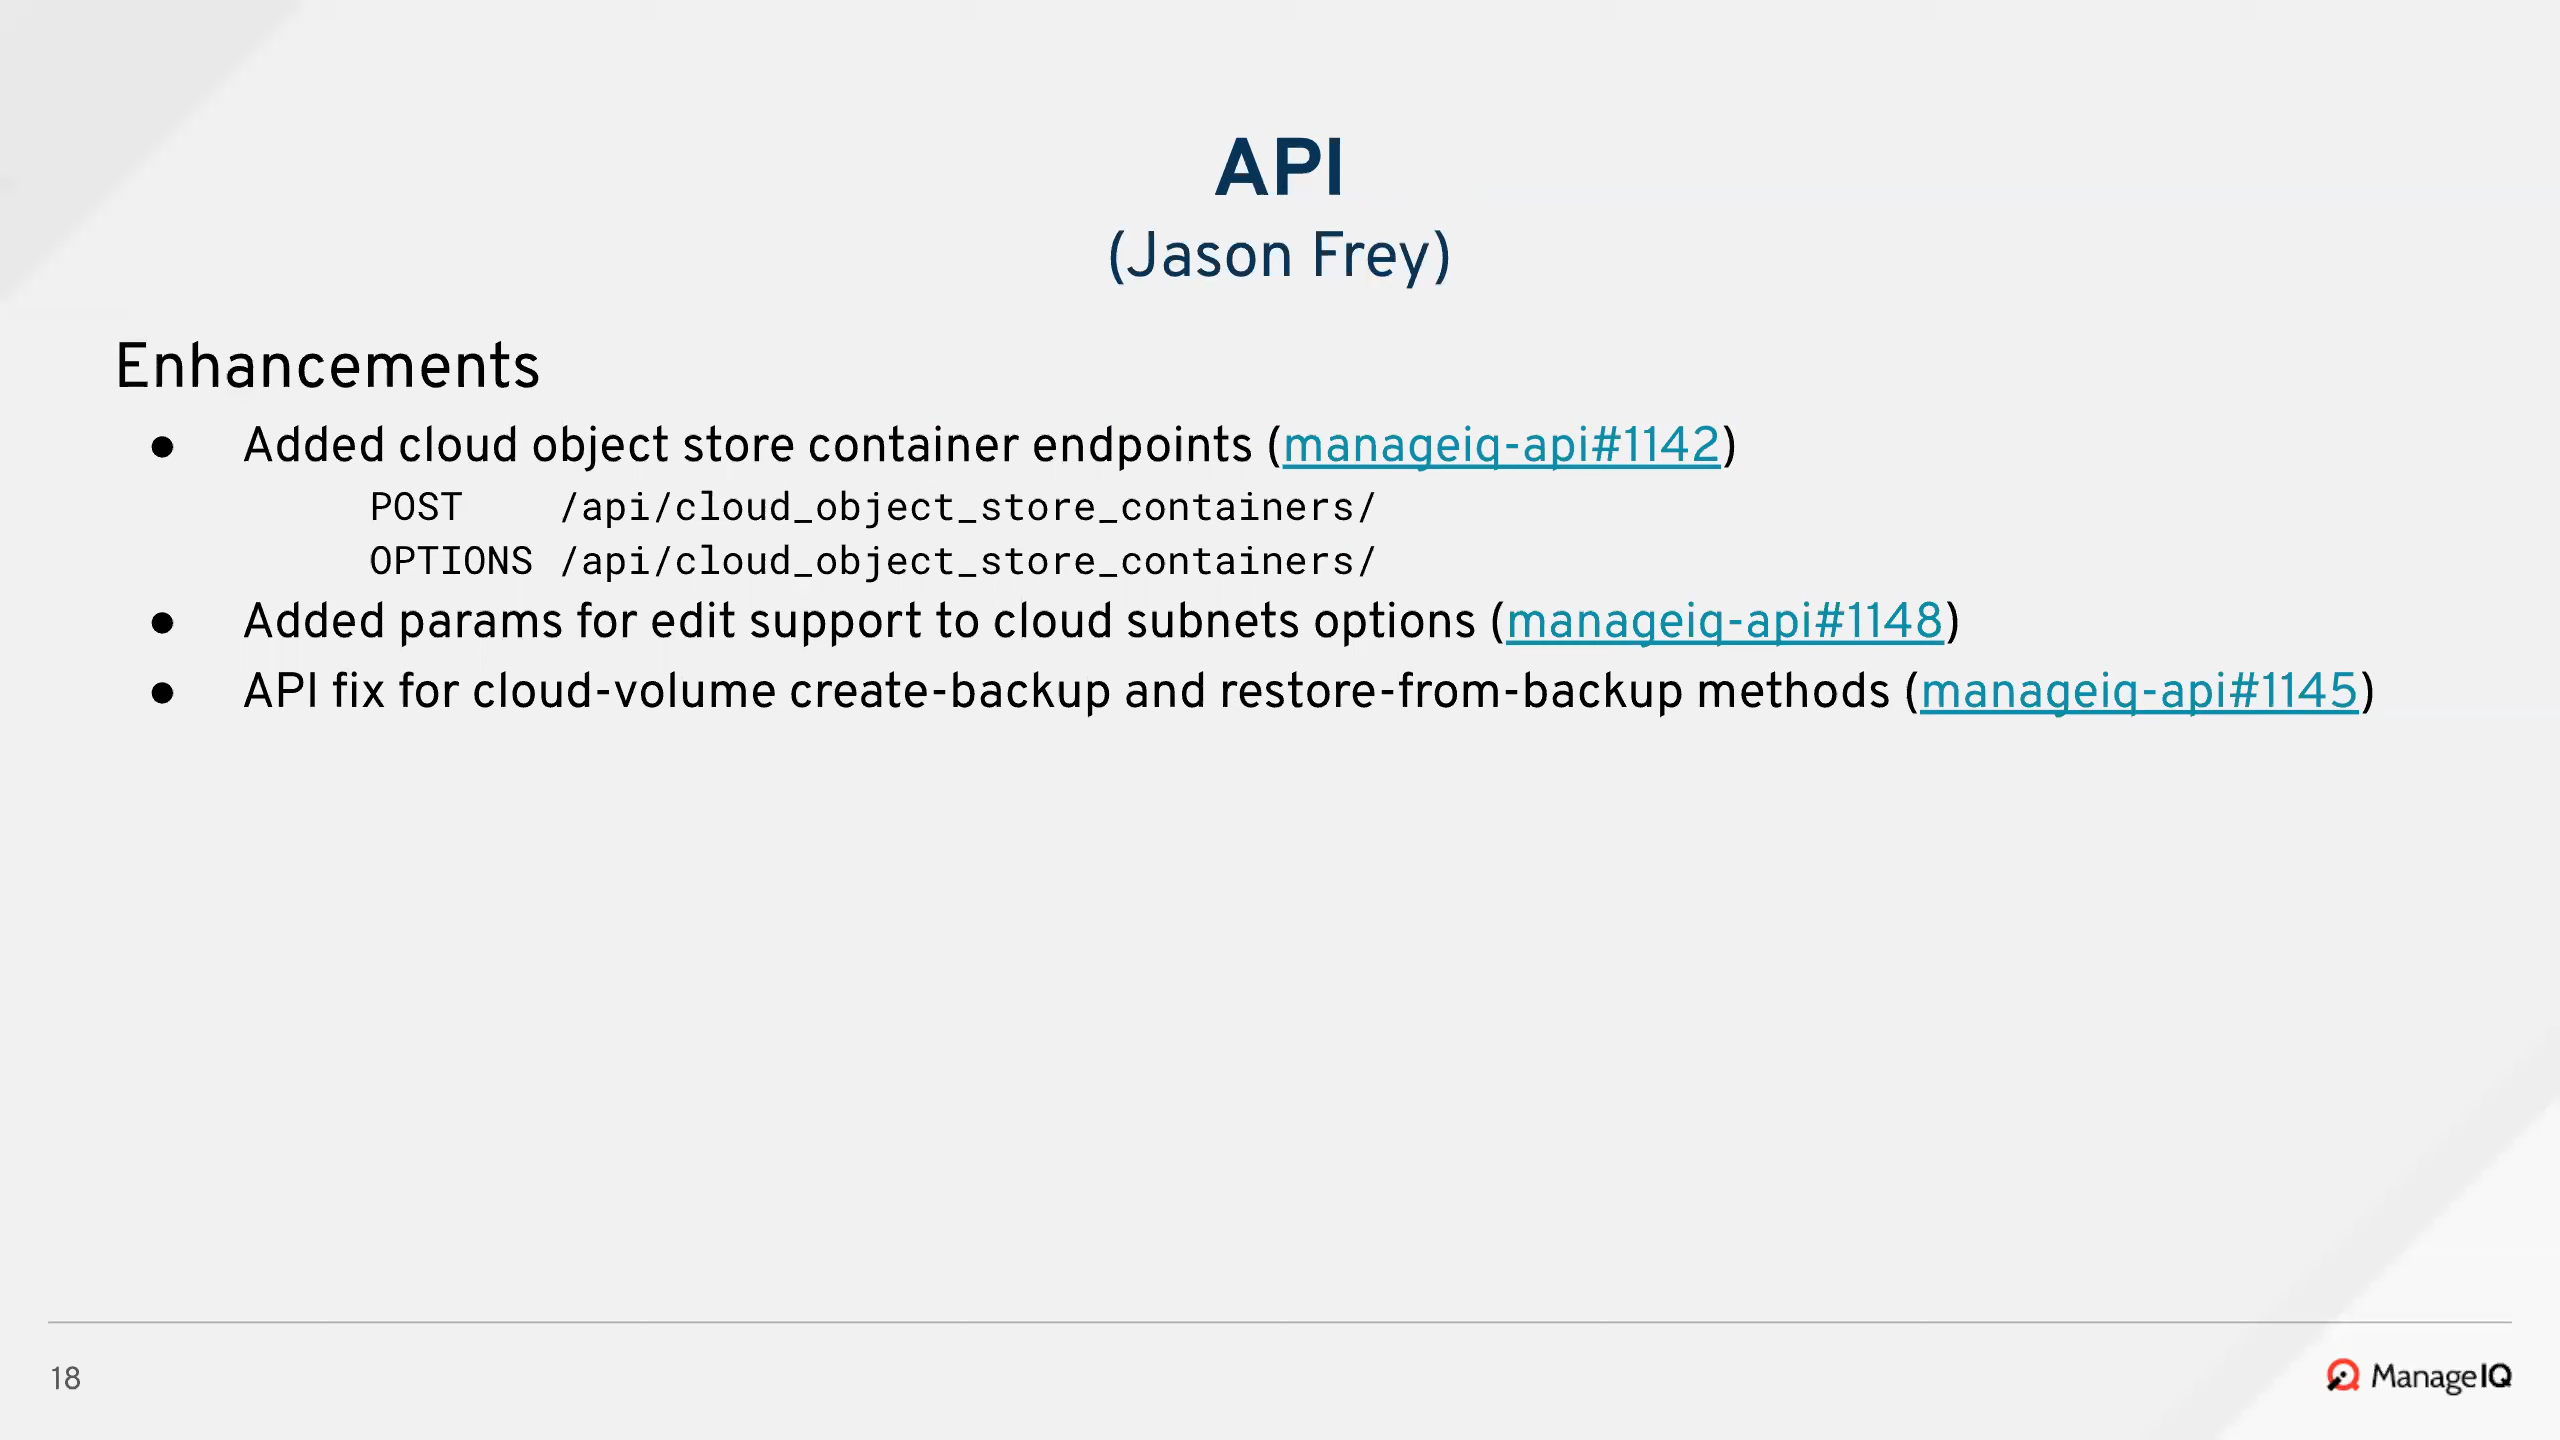 API
(Jason Frey)
Enhancements
● Added cloud object store container endpoints (manageiq-api#1142)
POST /api/cloud_object_store_containers/
OPTIONS /api/cloud_object_store_containers/
● Added params for edit support to cloud subnets options (manageiq-api#1148)
● API fix for cloud-volume create-backup and restore-from-backup methods (manageiq-api#1145)
18
ManageIQ